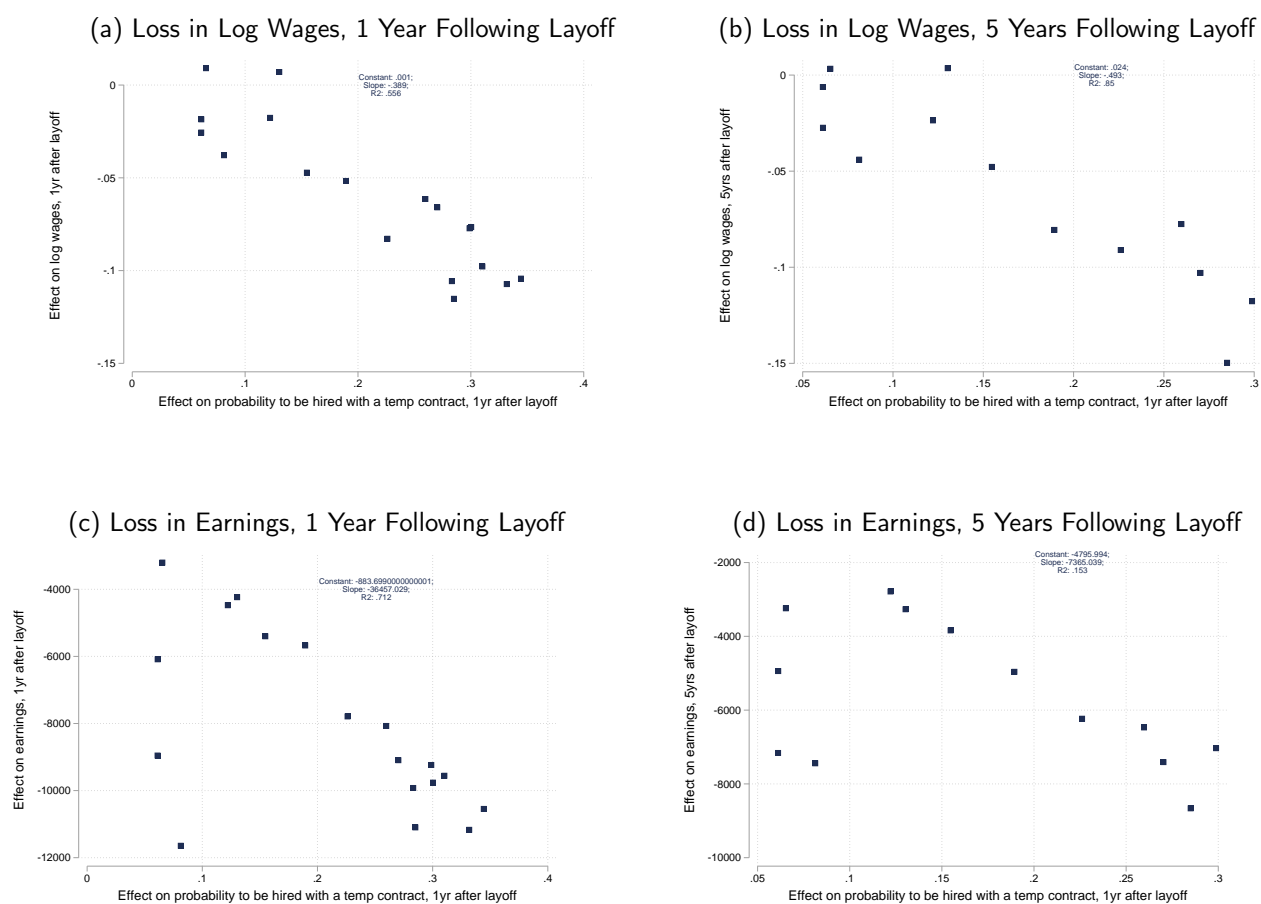 (a) Loss in Log Wages, 1 Year Following Layoff
Constant: .001;
Slope: -.389;
R2: .556
0
-.05
-.1
-.15
Effect on log wages, 1yr after layoff
0 .1 .2 .3 .4
Effect on probability to be hired with a temp contract, 1yr after layoff
(b) Loss in Log Wages, 5 Years Following Layoff
Constant: .024;
Slope: -.493;
R2: .85
0
-.05
-.1
-.15
Effect on log wages, 5yrs after layoff
.05 .1 .15 .2 .25 .3
Effect on probability to be hired with a temp contract, 1yr after layoff
(c) Loss in Earnings, 1 Year Following Layoff
Constant: -883.6990000000001;
Slope: -36457.029;
R2: .712
-4000
-6000
-8000
-10000
-12000
Effect on earnings, 1yr after layoff
0 .1 .2 .3 .4
Effect on probability to be hired with a temp contract, 1yr after layoff
(d) Loss in Earnings, 5 Years Following Layoff
Constant: -4795.994;
Slope: -7365.039;
R2: .153
-2000
-4000
-6000
-8000
-10000
Effect on earnings, 5yrs after layoff
.05 .1 .15 .2 .25 .3
Effect on probability to be hired with a temp contract, 1yr after layoff